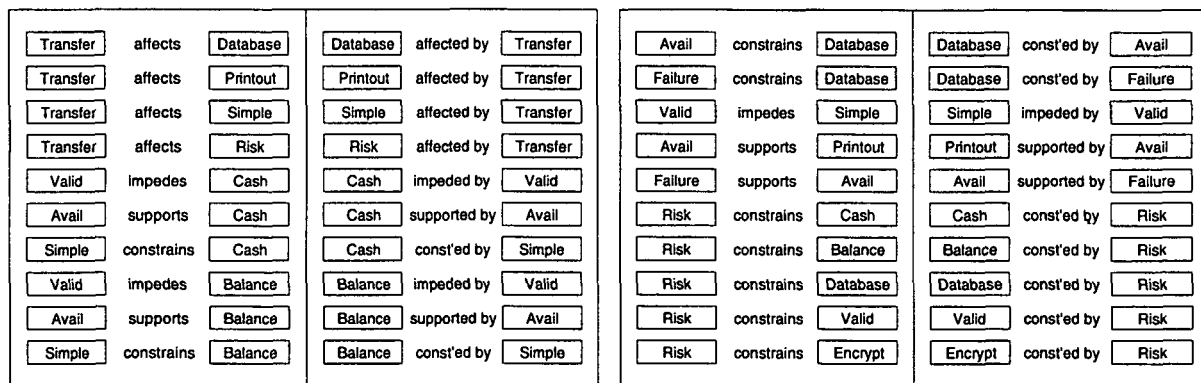 Transfer affects Database Database affected by Transfer
Transfer affects Printout Printout affected by Transfer
Transfer affects Simple Simple affected by Transfer
Transfer affects Risk Risk affected by Transfer
Valid impedes Cash Cash impeded by Valid
Avail supports Cash Cash supported by Avail
Simple constrains Cash Cash const'ed by Simple
Valid impedes Balance Balance impeded by Valid
Avail supports Balance Balance supported by Avail
Simple constrains Balance Balance const'ed by Simple
Avail constrains Database Database const'ed by Avail
Failure constrains Database Database const'ed by Failure
Valid impedes Simple Simple impeded by Valid
Avail supports Printout Printout supported by Avail
Failure supports Avail Avail supported by Failure
Risk constrains Cash Cash const'ed by Risk
Risk constrains Balance Balance const'ed by Risk
Risk constrains Database Database const'ed by Risk
Risk constrains Valid Valid const'ed by Risk
Risk constrains Encrypt Encrypt const'ed by Risk